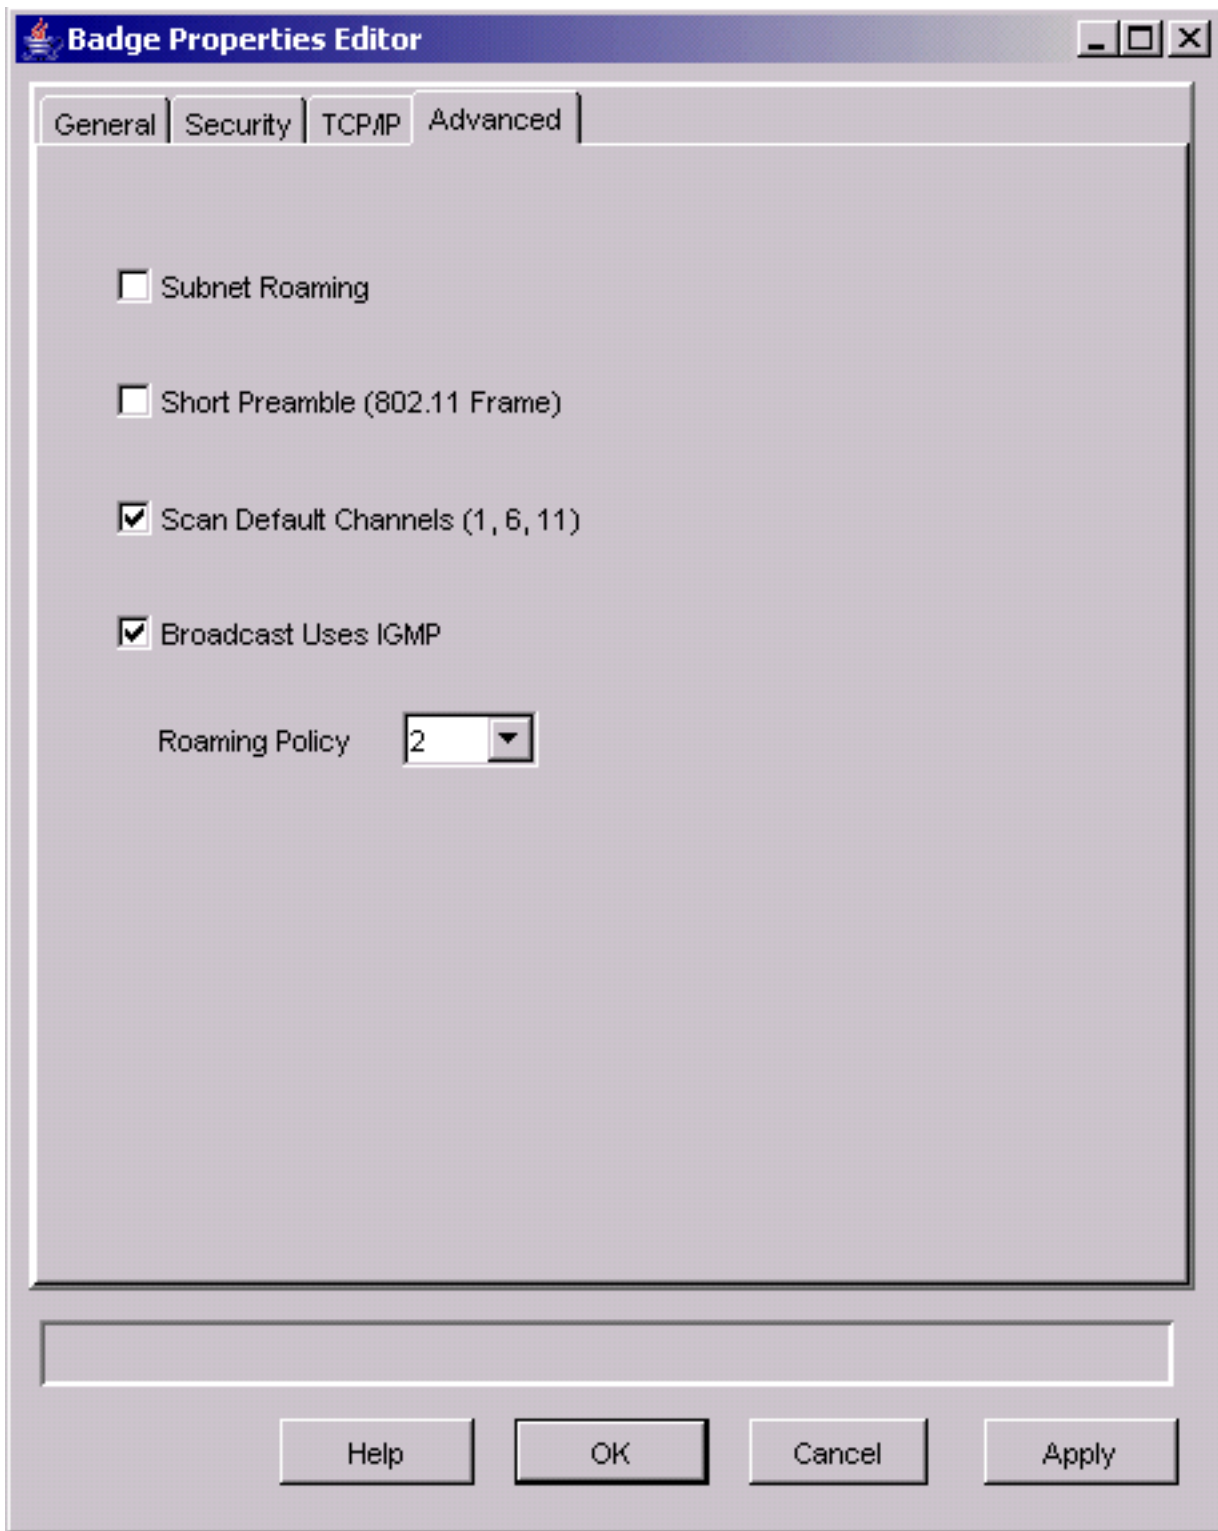 Badge Properties Editor
General Security TCP/IP Advanced
Subnet Roaming
Short Preamble (802.11 Frame)
Scan Default Channels (1, 6, 11)
Broadcast Uses IGMP
Roaming Policy 2
Help OK Cancel Apply